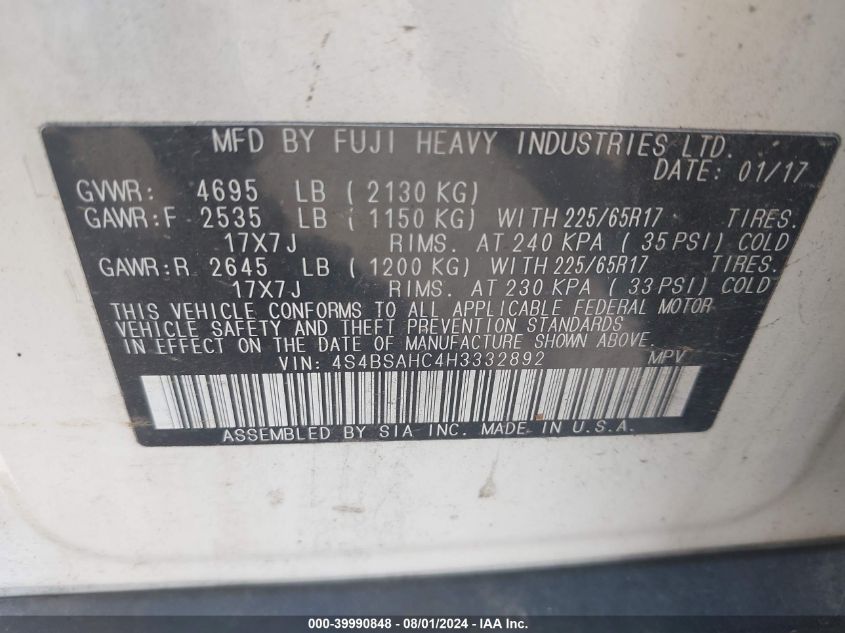 MFD BY FUJI HEAVY INDUSTRIES LTD.
DATE: 01/17
GVWR: 4695 LB ( 2130 KG)
GAWR:F 2535 LB ( 1150 KG) WITH 225/65R17 TIRES.
17X7J RIMS. AT 240 KPA ( 35 PSI) COLD
GAWR:R 2645 LB ( 1200 KG) WITH 225/65R17 TIRES.
17X7J RIMS. AT 230 KPA ( 33 PSI) COLD
THIS VEHICLE CONFORMS TO ALL APPLICABLE FEDERAL MOTOR
VEHICLE SAFETY AND THEFT PREVENTION STANDARDS
IN EFFECT ON THE DATE OF MANUFACTURE SHOWN ABOVE.
VIN: 4S4BSAHC4H3332892 MPV
ASSEMBLED BY SIA INC. MADE IN U.S.A.
000-39990848 - 08/01/2024 - IAA Inc.